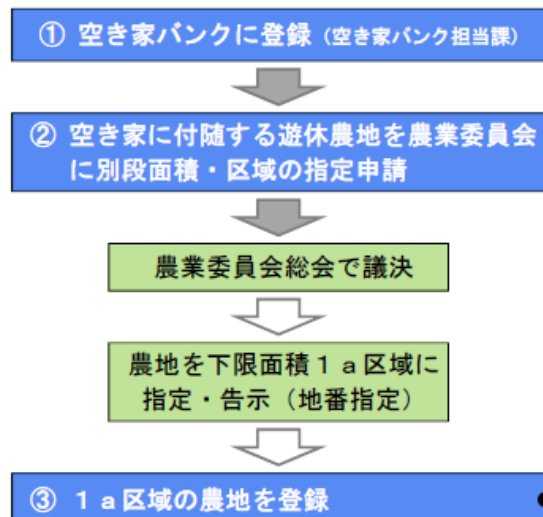 ① 空き家バンクに登録（空き家バンク担当課）
② 空き家に付随する遊休農地を農業委員会
に別段面積・区域の指定申請
農業委員会総会で議決
農地を下限面積１ａ区域に
指定・告示（地番指定）
③ １ａ区域の農地を登録